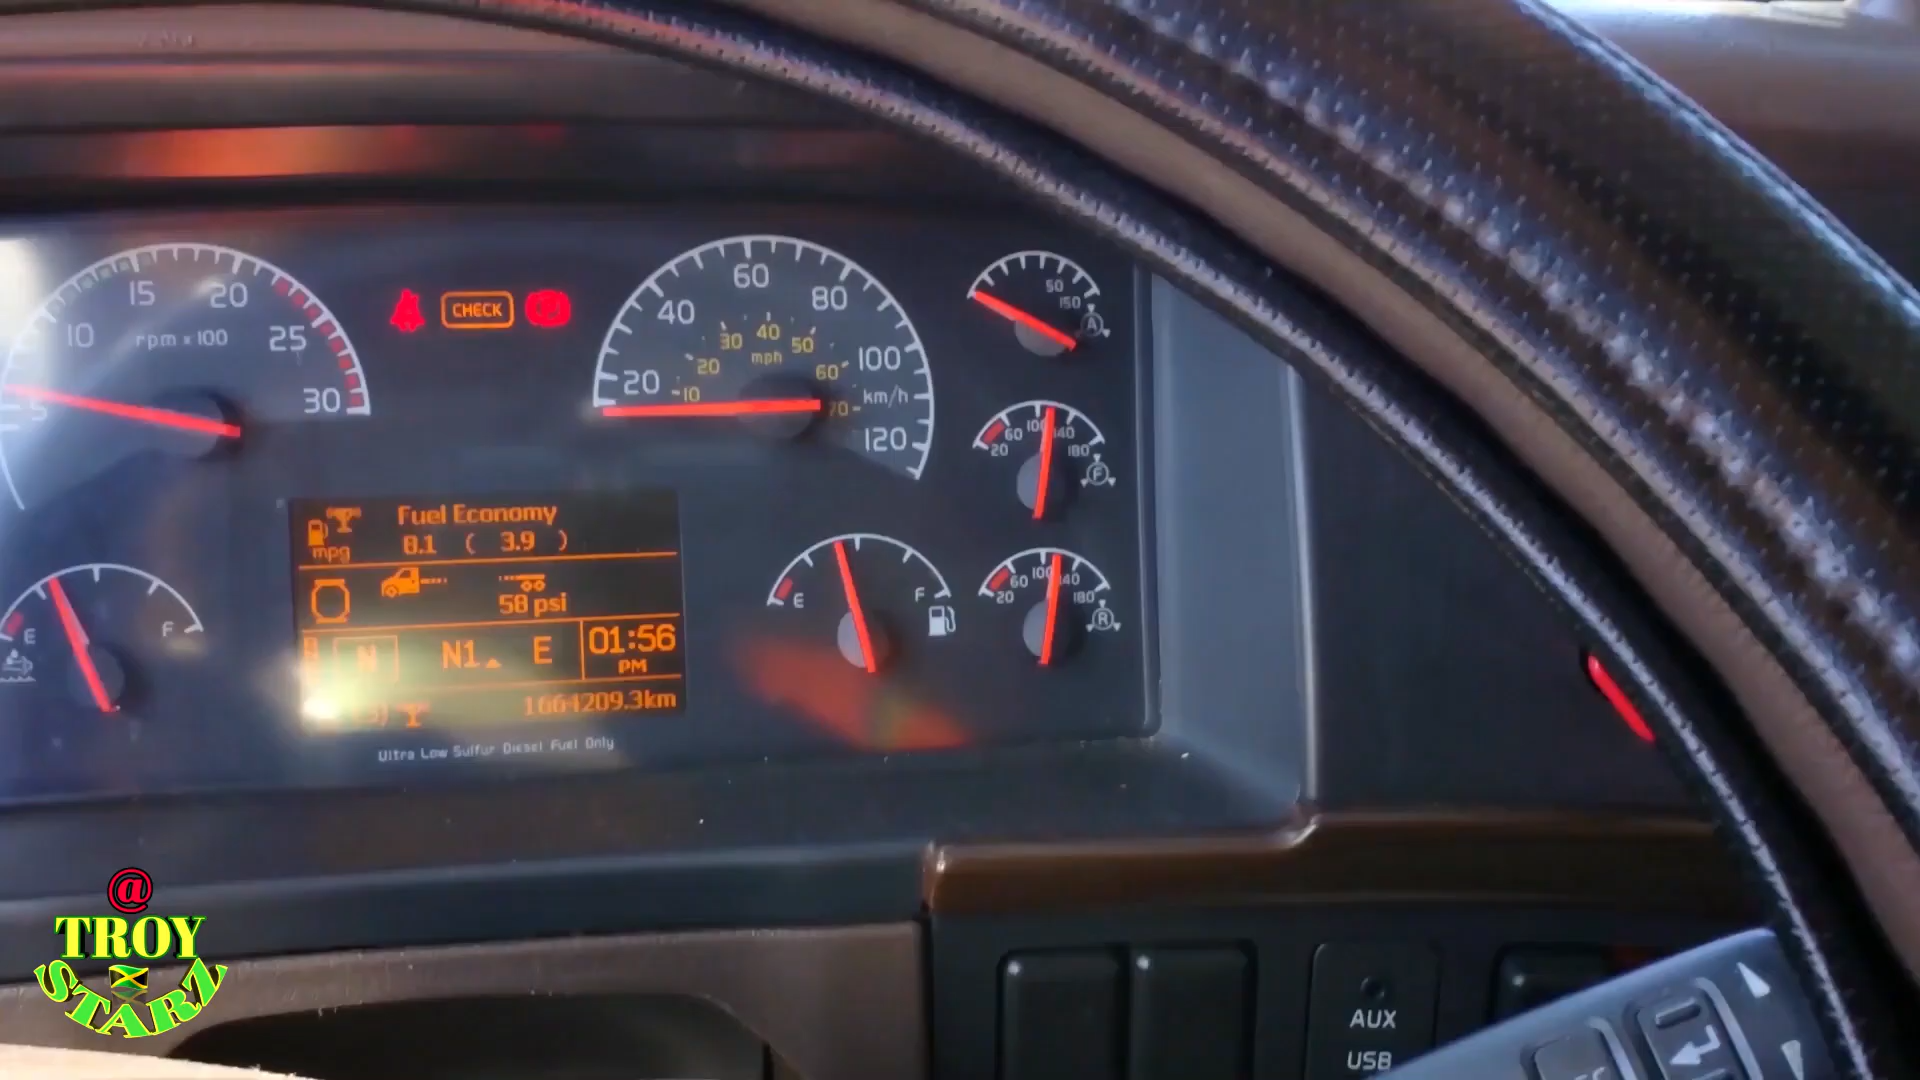 15
20
10
25
rpm x 100
5
30
CHECK
60
40
80
30
40
50
mph
20
60
100
20
10
km/h
70
120
50
150
A
100
60
140
20
180
F
Fuel Economy
mpg
8.1 ( 3.9 )
58 psi
N
N1
E
01:56
PM
1664209.3km
Ultra Low Sulfur Diesel Fuel Only
E
F
E
F
100
60
140
20
180
R
@
TROY
STARZ
AUX
USB